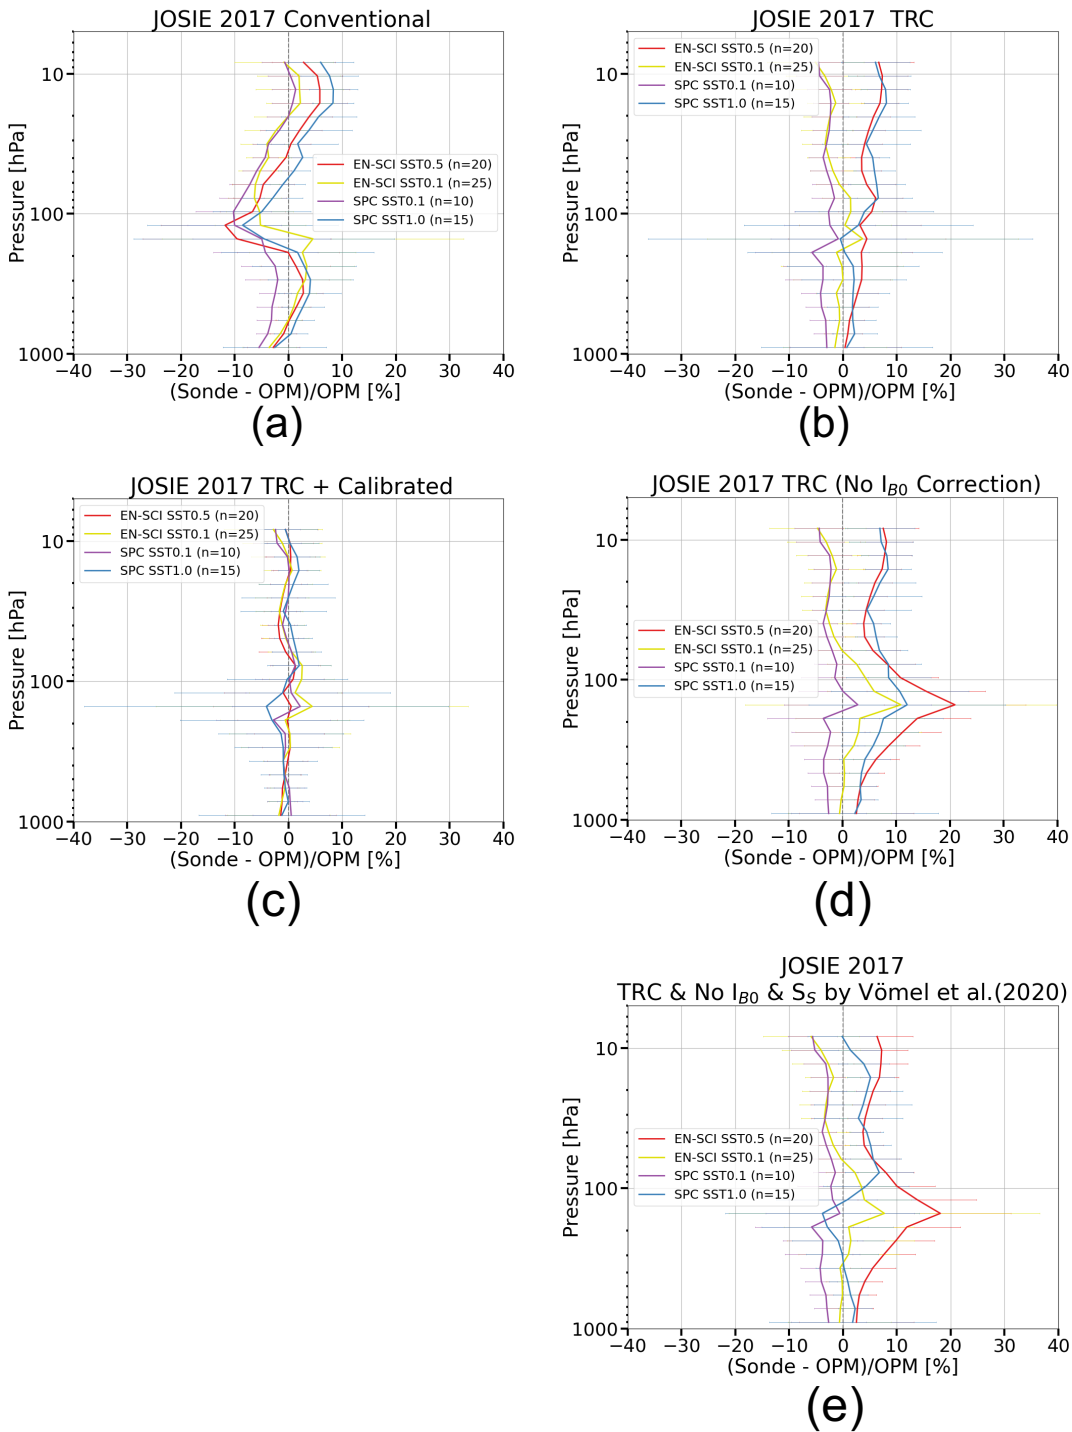 JOSIE 2017 Conventional
10
100
1000
Pressure [hPa]
EN-SCI SST0.5 (n=20)
EN-SCI SST0.1 (n=25)
SPC SST0.1 (n=10)
SPC SST1.0 (n=15)
−40 −30 −20 −10 0 10 20 30 40
(Sonde - OPM)/OPM [%]
(a)
JOSIE 2017 TRC
10
100
1000
Pressure [hPa]
EN-SCI SST0.5 (n=20)
EN-SCI SST0.1 (n=25)
SPC SST0.1 (n=10)
SPC SST1.0 (n=15)
−40 −30 −20 −10 0 10 20 30 40
(Sonde - OPM)/OPM [%]
(b)
JOSIE 2017 TRC + Calibrated
10
100
1000
Pressure [hPa]
EN-SCI SST0.5 (n=20)
EN-SCI SST0.1 (n=25)
SPC SST0.1 (n=10)
SPC SST1.0 (n=15)
−40 −30 −20 −10 0 10 20 30 40
(Sonde - OPM)/OPM [%]
(c)
JOSIE 2017 TRC (No I_B0 Correction)
10
100
1000
Pressure [hPa]
EN-SCI SST0.5 (n=20)
EN-SCI SST0.1 (n=25)
SPC SST0.1 (n=10)
SPC SST1.0 (n=15)
−40 −30 −20 −10 0 10 20 30 40
(Sonde - OPM)/OPM [%]
(d)
JOSIE 2017
TRC & No I_B0 & S_S by Vömel et al.(2020)
10
100
1000
Pressure [hPa]
EN-SCI SST0.5 (n=20)
EN-SCI SST0.1 (n=25)
SPC SST0.1 (n=10)
SPC SST1.0 (n=15)
−40 −30 −20 −10 0 10 20 30 40
(Sonde - OPM)/OPM [%]
(e)